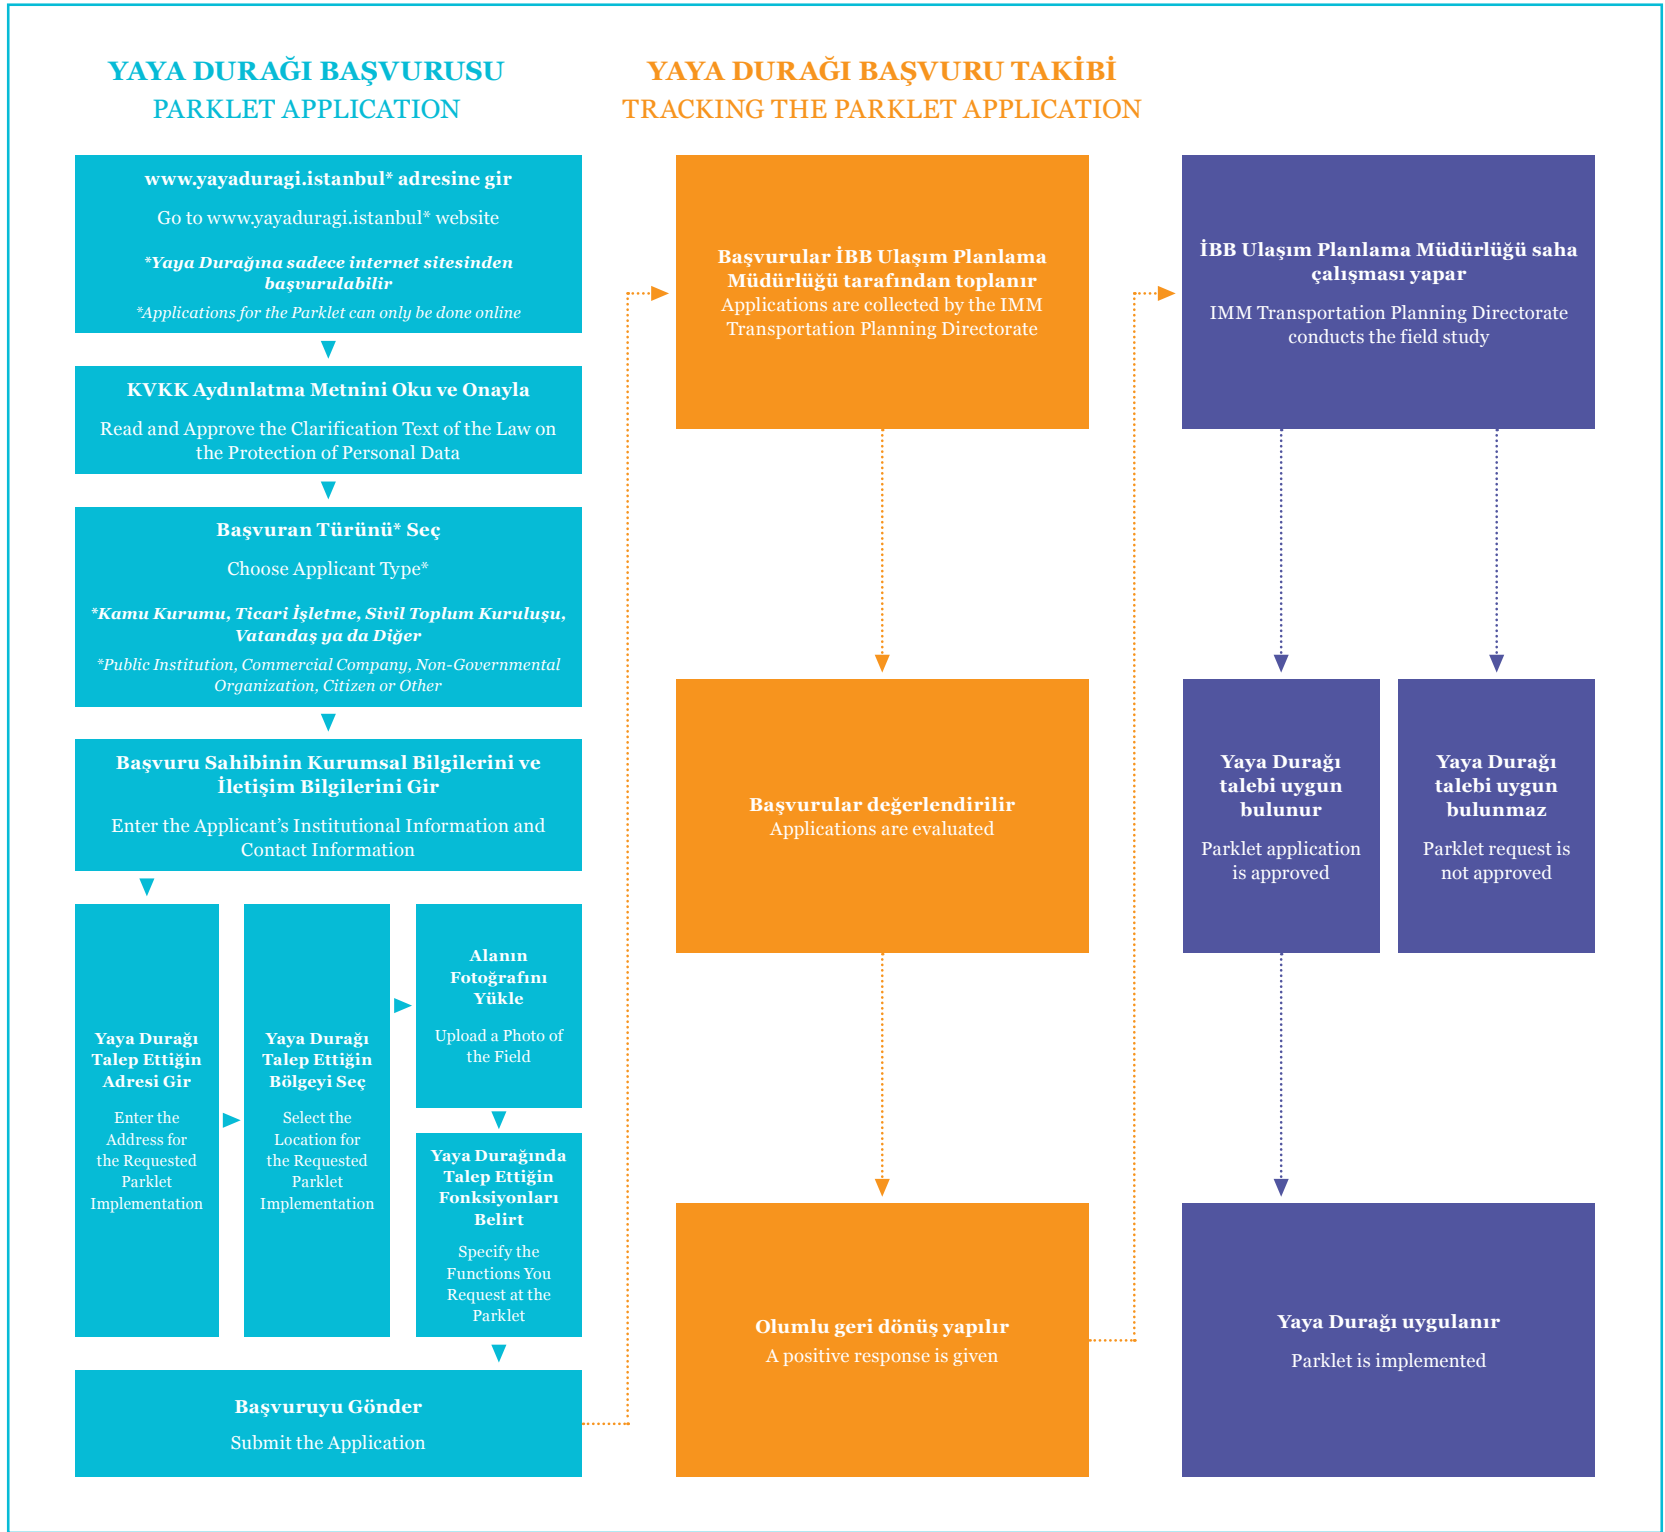 YAYA DURAĞI BAŞVURUSU
PARKLET APPLICATION
www.yayaduragi.istanbul* adresine gir
Go to www.yayaduragi.istanbul* website
*Yaya Durağına sadece internet sitesinden
başvurulabilir
*Applications for the Parklet can only be done online
KVKK Aydınlatma Metnini Oku ve Onayla
Read and Approve the Clarification Text of the Law on
the Protection of Personal Data
Başvuran Türünü* Seç
Choose Applicant Type*
*Kamu Kurumu, Ticari İşletme, Sivil Toplum Kuruluşu,
Vatandaş ya da Diğer
*Public Institution, Commercial Company, Non-Governmental
Organization, Citizen or Other
Başvuru Sahibinin Kurumsal Bilgilerini ve
İletişim Bilgilerini Gir
Enter the Applicant's Institutional Information and
Contact Information
Yaya Durağı
Talep Ettiğin
Adresi Gir
Enter the
Address for
the Requested
Parklet
Implementation
Yaya Durağı
Talep Ettiğin
Bölgeyi Seç
Select the
Location for
the Requested
Parklet
Implementation
Alanın
Fotoğrafını
Yükle
Upload a Photo of
the Field
Yaya Durağında
Talep Ettiğin
Fonksiyonları
Belirt
Specify the
Functions You
Request at the
Parklet
Başvuruyu Gönder
Submit the Application
YAYA DURAĞI BAŞVURU TAKİBİ
TRACKING THE PARKLET APPLICATION
Başvurular İBB Ulaşım Planlama
Müdürlüğü tarafından toplanır
Applications are collected by the IMM
Transportation Planning Directorate
Başvurular değerlendirilir
Applications are evaluated
Olumlu geri dönüş yapılır
A positive response is given
İBB Ulaşım Planlama Müdürlüğü saha
çalışması yapar
IMM Transportation Planning Directorate
conducts the field study
Yaya Durağı
talebi uygun
bulunur
Parklet application
is approved
Yaya Durağı
talebi uygun
bulunmaz
Parklet request is
not approved
Yaya Durağı uygulanır
Parklet is implemented